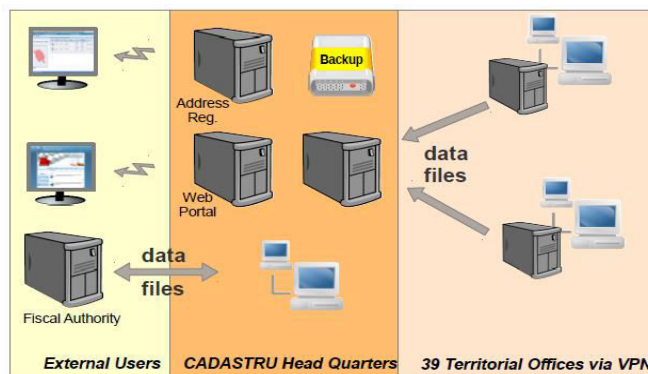 Backup
Address
Reg.
Web
Portal
data
files
data
files
Fiscal Authority
External Users
CADASTRU Head Quarters
39 Territorial Offices via VPN